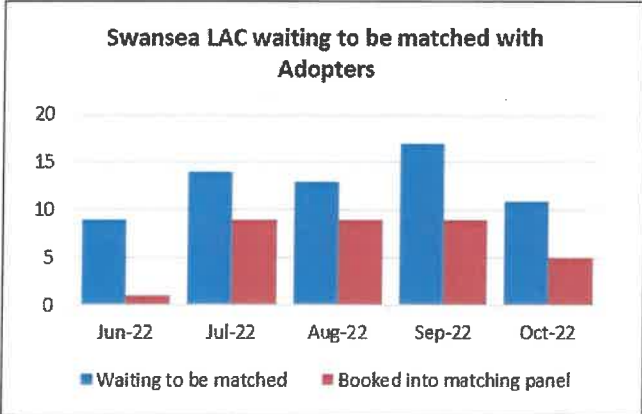 Swansea LAC waiting to be matched with
Adopters
20
15
10
5
0
Jun-22 Jul-22 Aug-22 Sep-22 Oct-22
Waiting to be matched Booked into matching panel